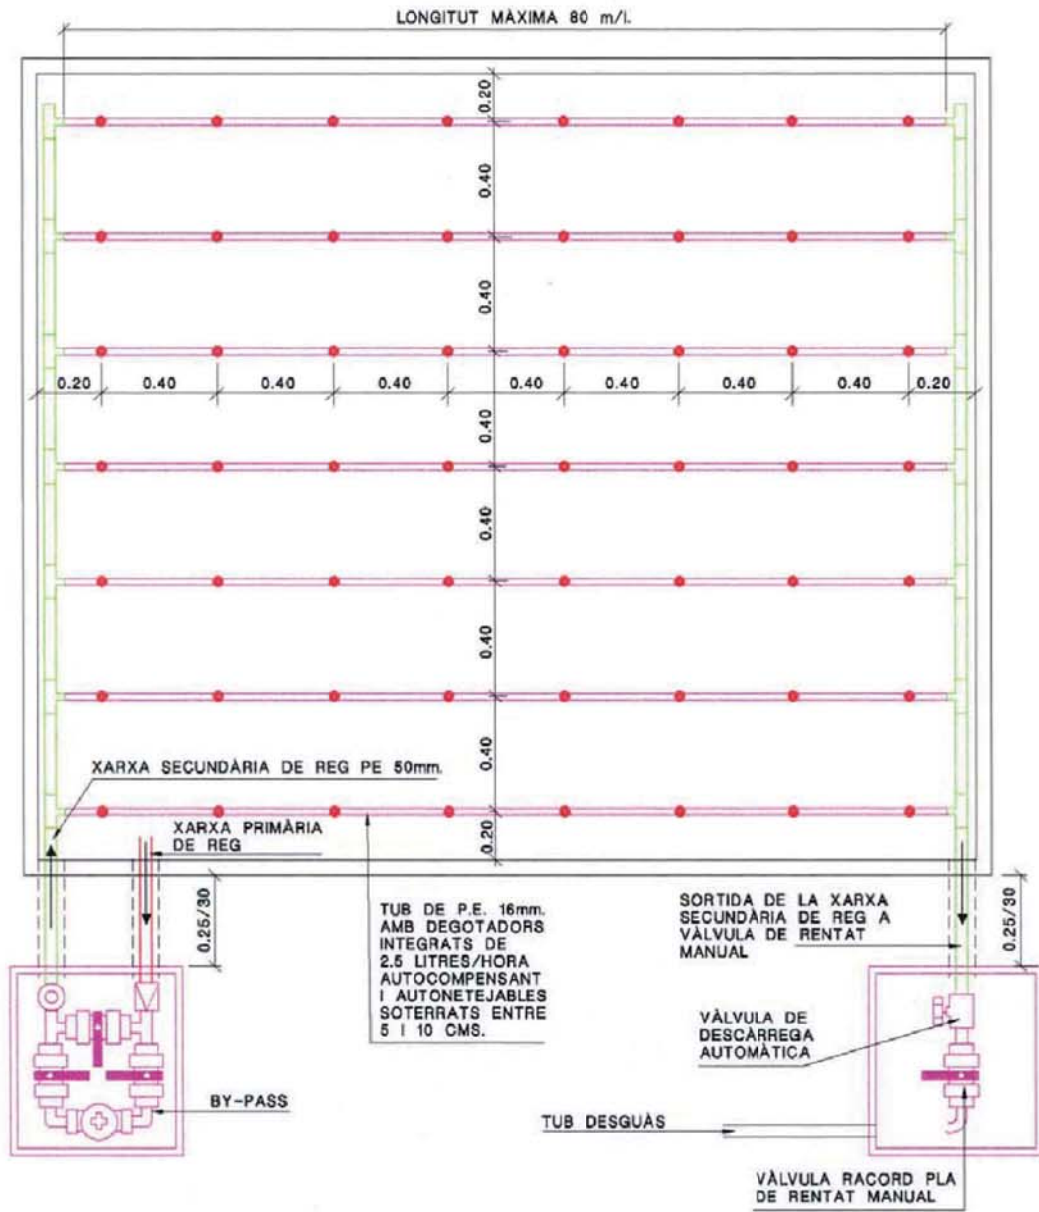 LONGITUT MÀXIMA 80 m/l.
0.20
0.40
0.40
0.20 0.40 0.40 0.40 0.40 0.40 0.40 0.40 0.20
0.40
0.40
0.40
0.40
0.20
XARXA SECUNDÀRIA DE REG PE 50mm.
XARXA PRIMÀRIA
DE REG
0.25/30
TUB DE P.E. 16mm.
AMB DEGOTADORS
INTEGRATS DE
2.5 LITRES/HORA
AUTOCOMPENSANT
I AUTONETEJABLES
SOTERRATS ENTRE
5 I 10 CMS.
SORTIDA DE LA XARXA
SECUNDÀRIA DE REG A
VÀLVULA DE RENTAT
MANUAL
0.25/30
VÀLVULA DE
DESCÀRREGA
AUTOMÀTICA
BY-PASS
TUB DESGUÀS
VÀLVULA RACORD PLA
DE RENTAT MANUAL